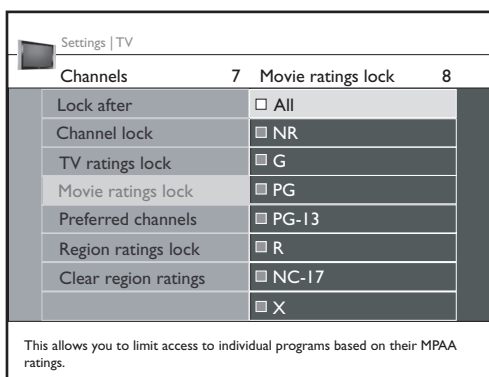 Settings | TV
Channels 7 Movie ratings lock 8
Lock after All
Channel lock NR
TV ratings lock G
Movie ratings lock PG
Preferred channels PG-13
Region ratings lock R
Clear region ratings NC-17
X
This allows you to limit access to individual programs based on their MPAA
ratings.